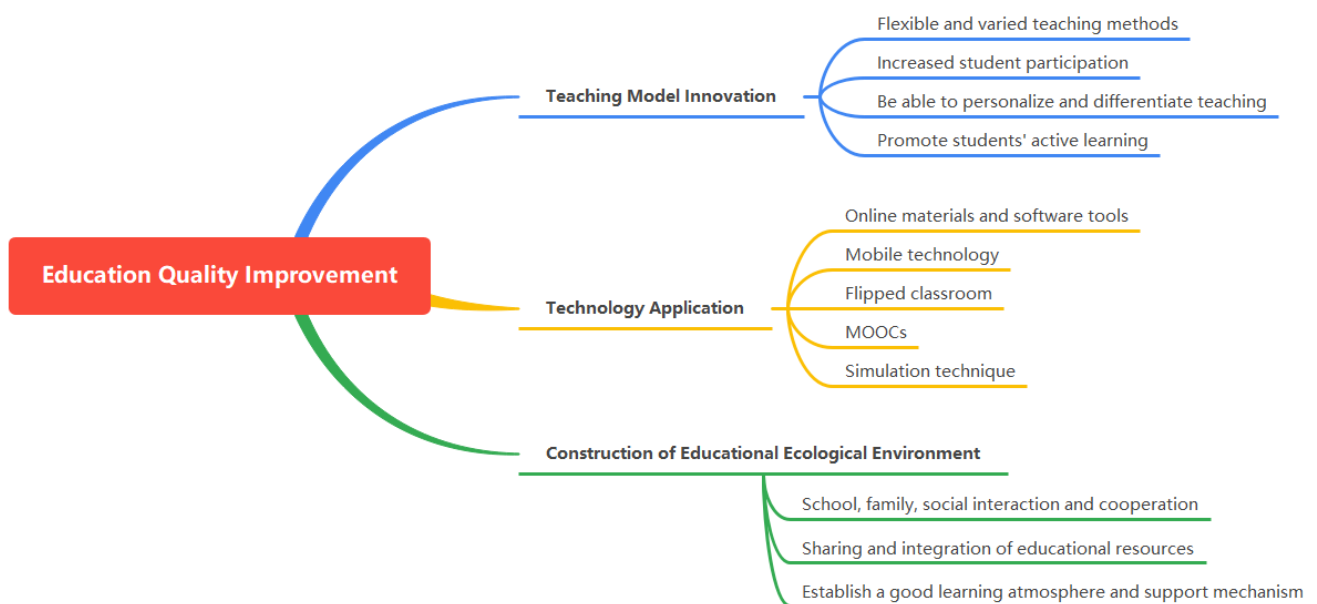 Education Quality Improvement
Teaching Model Innovation
Flexible and varied teaching methods
Increased student participation
Be able to personalize and differentiate teaching
Promote students' active learning
Technology Application
Online materials and software tools
Mobile technology
Flipped classroom
MOOCs
Simulation technique
Construction of Educational Ecological Environment
School, family, social interaction and cooperation
Sharing and integration of educational resources
Establish a good learning atmosphere and support mechanism